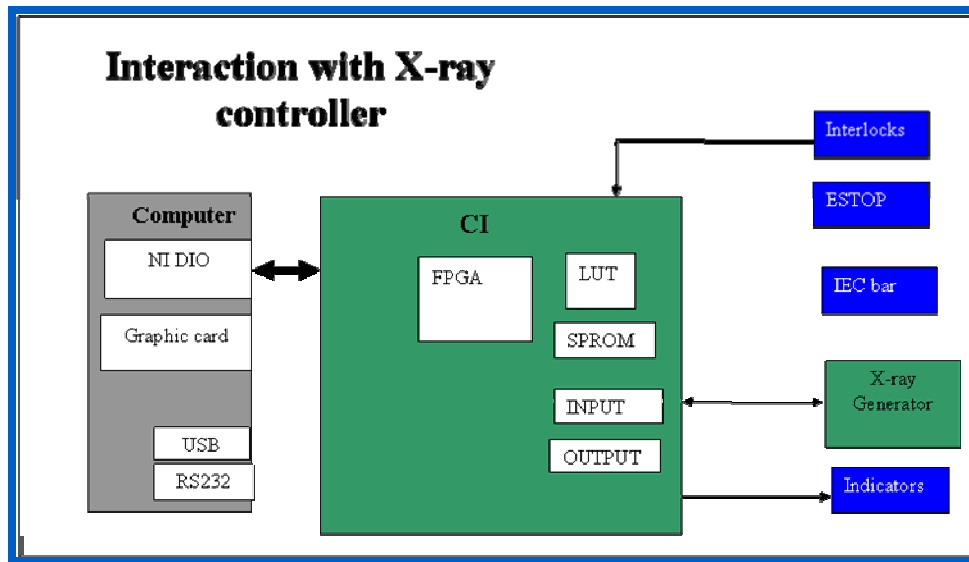 Interaction with X-ray
controller
Computer
NI DIO
Graphic card
USB
RS232
CI
FPGA
LUT
SPROM
INPUT
OUTPUT
Interlocks
ESTOP
IEC bar
X-ray
Generator
Indicators